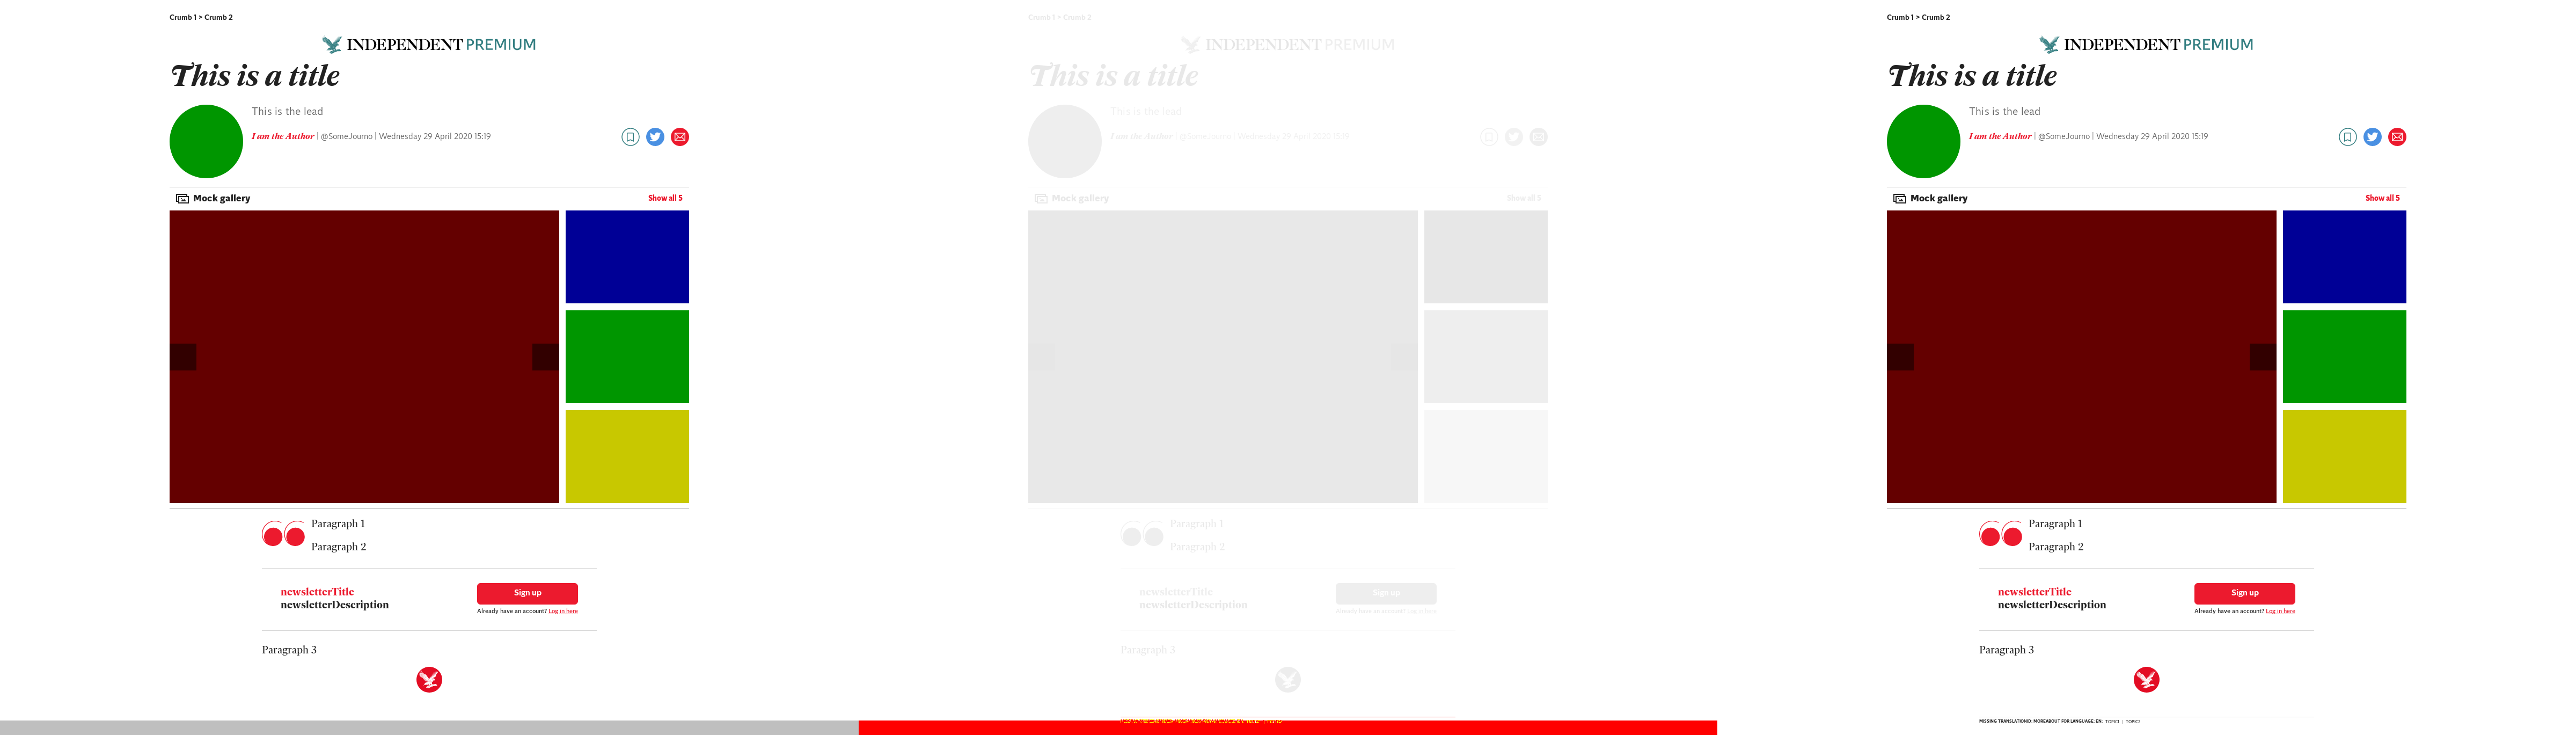 Crumb 1 > Crumb 2
INDEPENDENT PREMIUM
This is a title
This is the lead
I am the Author | @SomeJourno | Wednesday 29 April 2020 15:19
Mock gallery
Show all 5
Paragraph 1
Paragraph 2
newsletterTitle
newsletterDescription
Sign up
Already have an account? Log in here
Paragraph 3
Crumb 1 > Crumb 2
INDEPENDENT PREMIUM
This is a title
This is the lead
I am the Author | @SomeJourno | Wednesday 29 April 2020 15:19
Mock gallery
Show all 5
Paragraph 1
Paragraph 2
newsletterTitle
newsletterDescription
Sign up
Already have an account? Log in here
Paragraph 3
Crumb 1 > Crumb 2
INDEPENDENT PREMIUM
This is a title
This is the lead
I am the Author | @SomeJourno | Wednesday 29 April 2020 15:19
Mock gallery
Show all 5
Paragraph 1
Paragraph 2
newsletterTitle
newsletterDescription
Sign up
Already have an account? Log in here
Paragraph 3
MISSING TRANSLATIONID: MOREABOUT FOR LANGUAGE: EN: TOPIC1 | TOPIC2